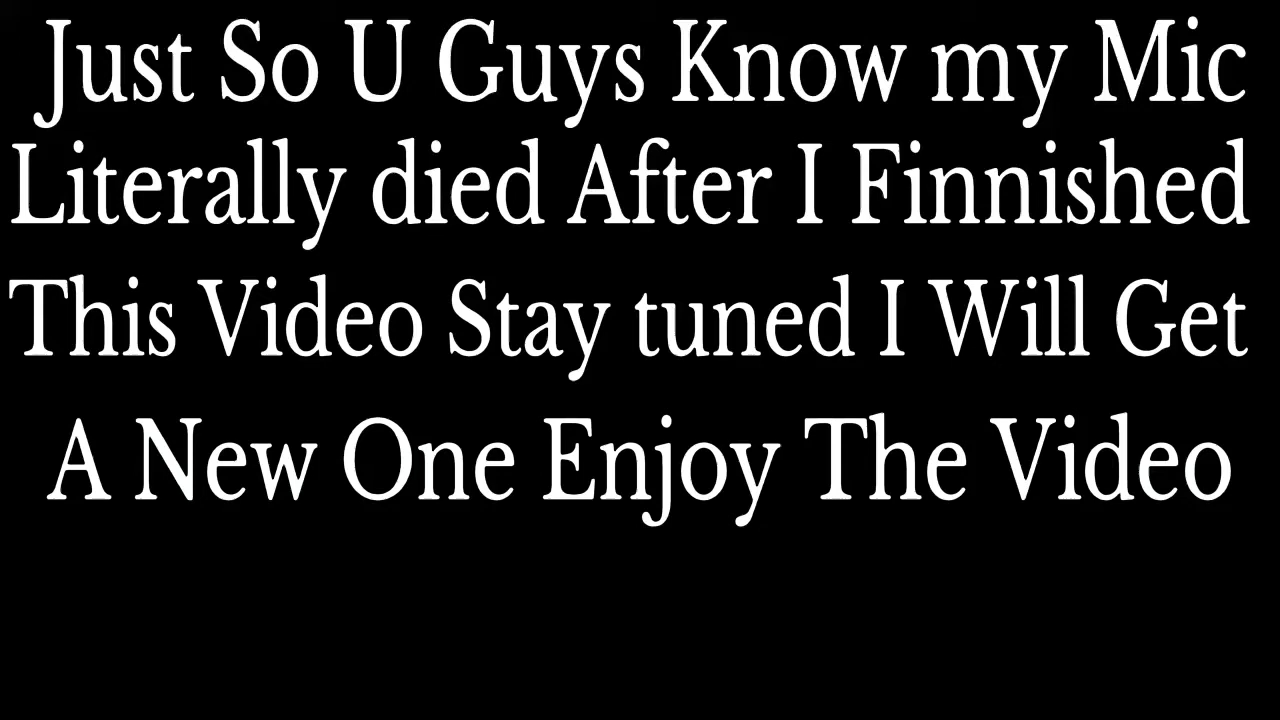 Just So U Guys Know my Mic
Literally died After I Finnished
This Video Stay tuned I Will Get
A New One Enjoy The Video